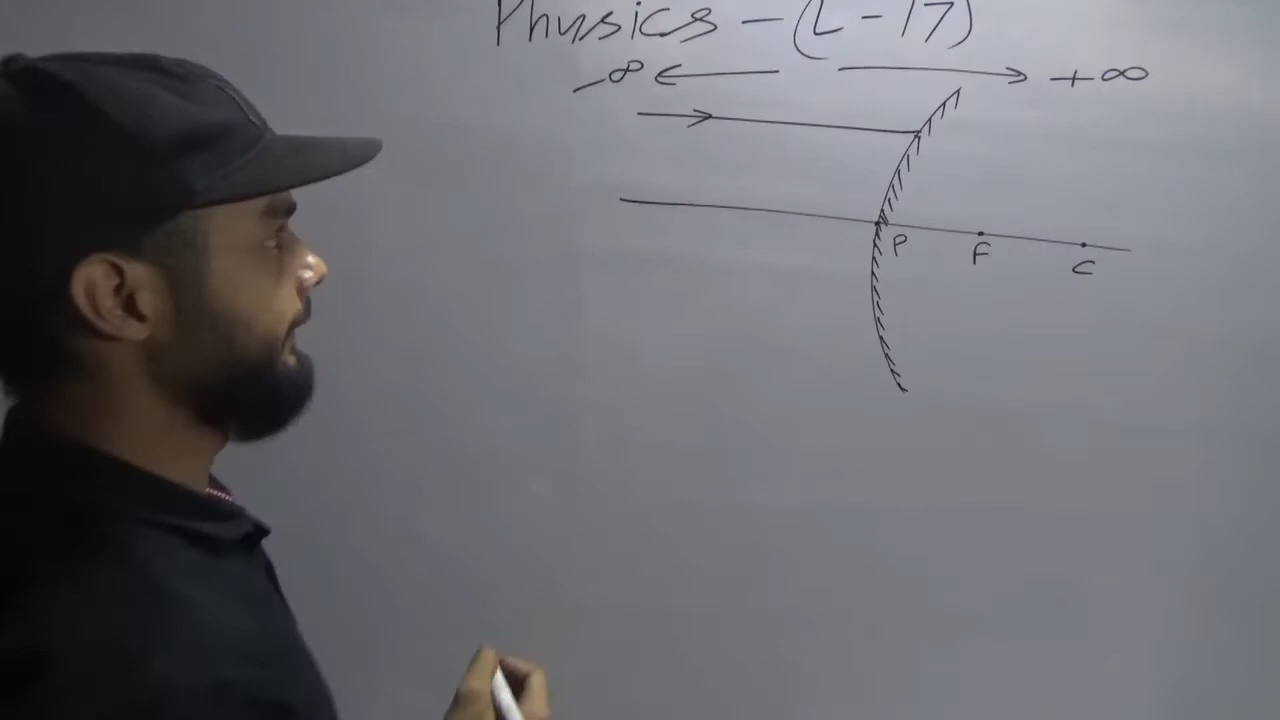 Physics - (L-17)
-∞ ← → +∞
P F C